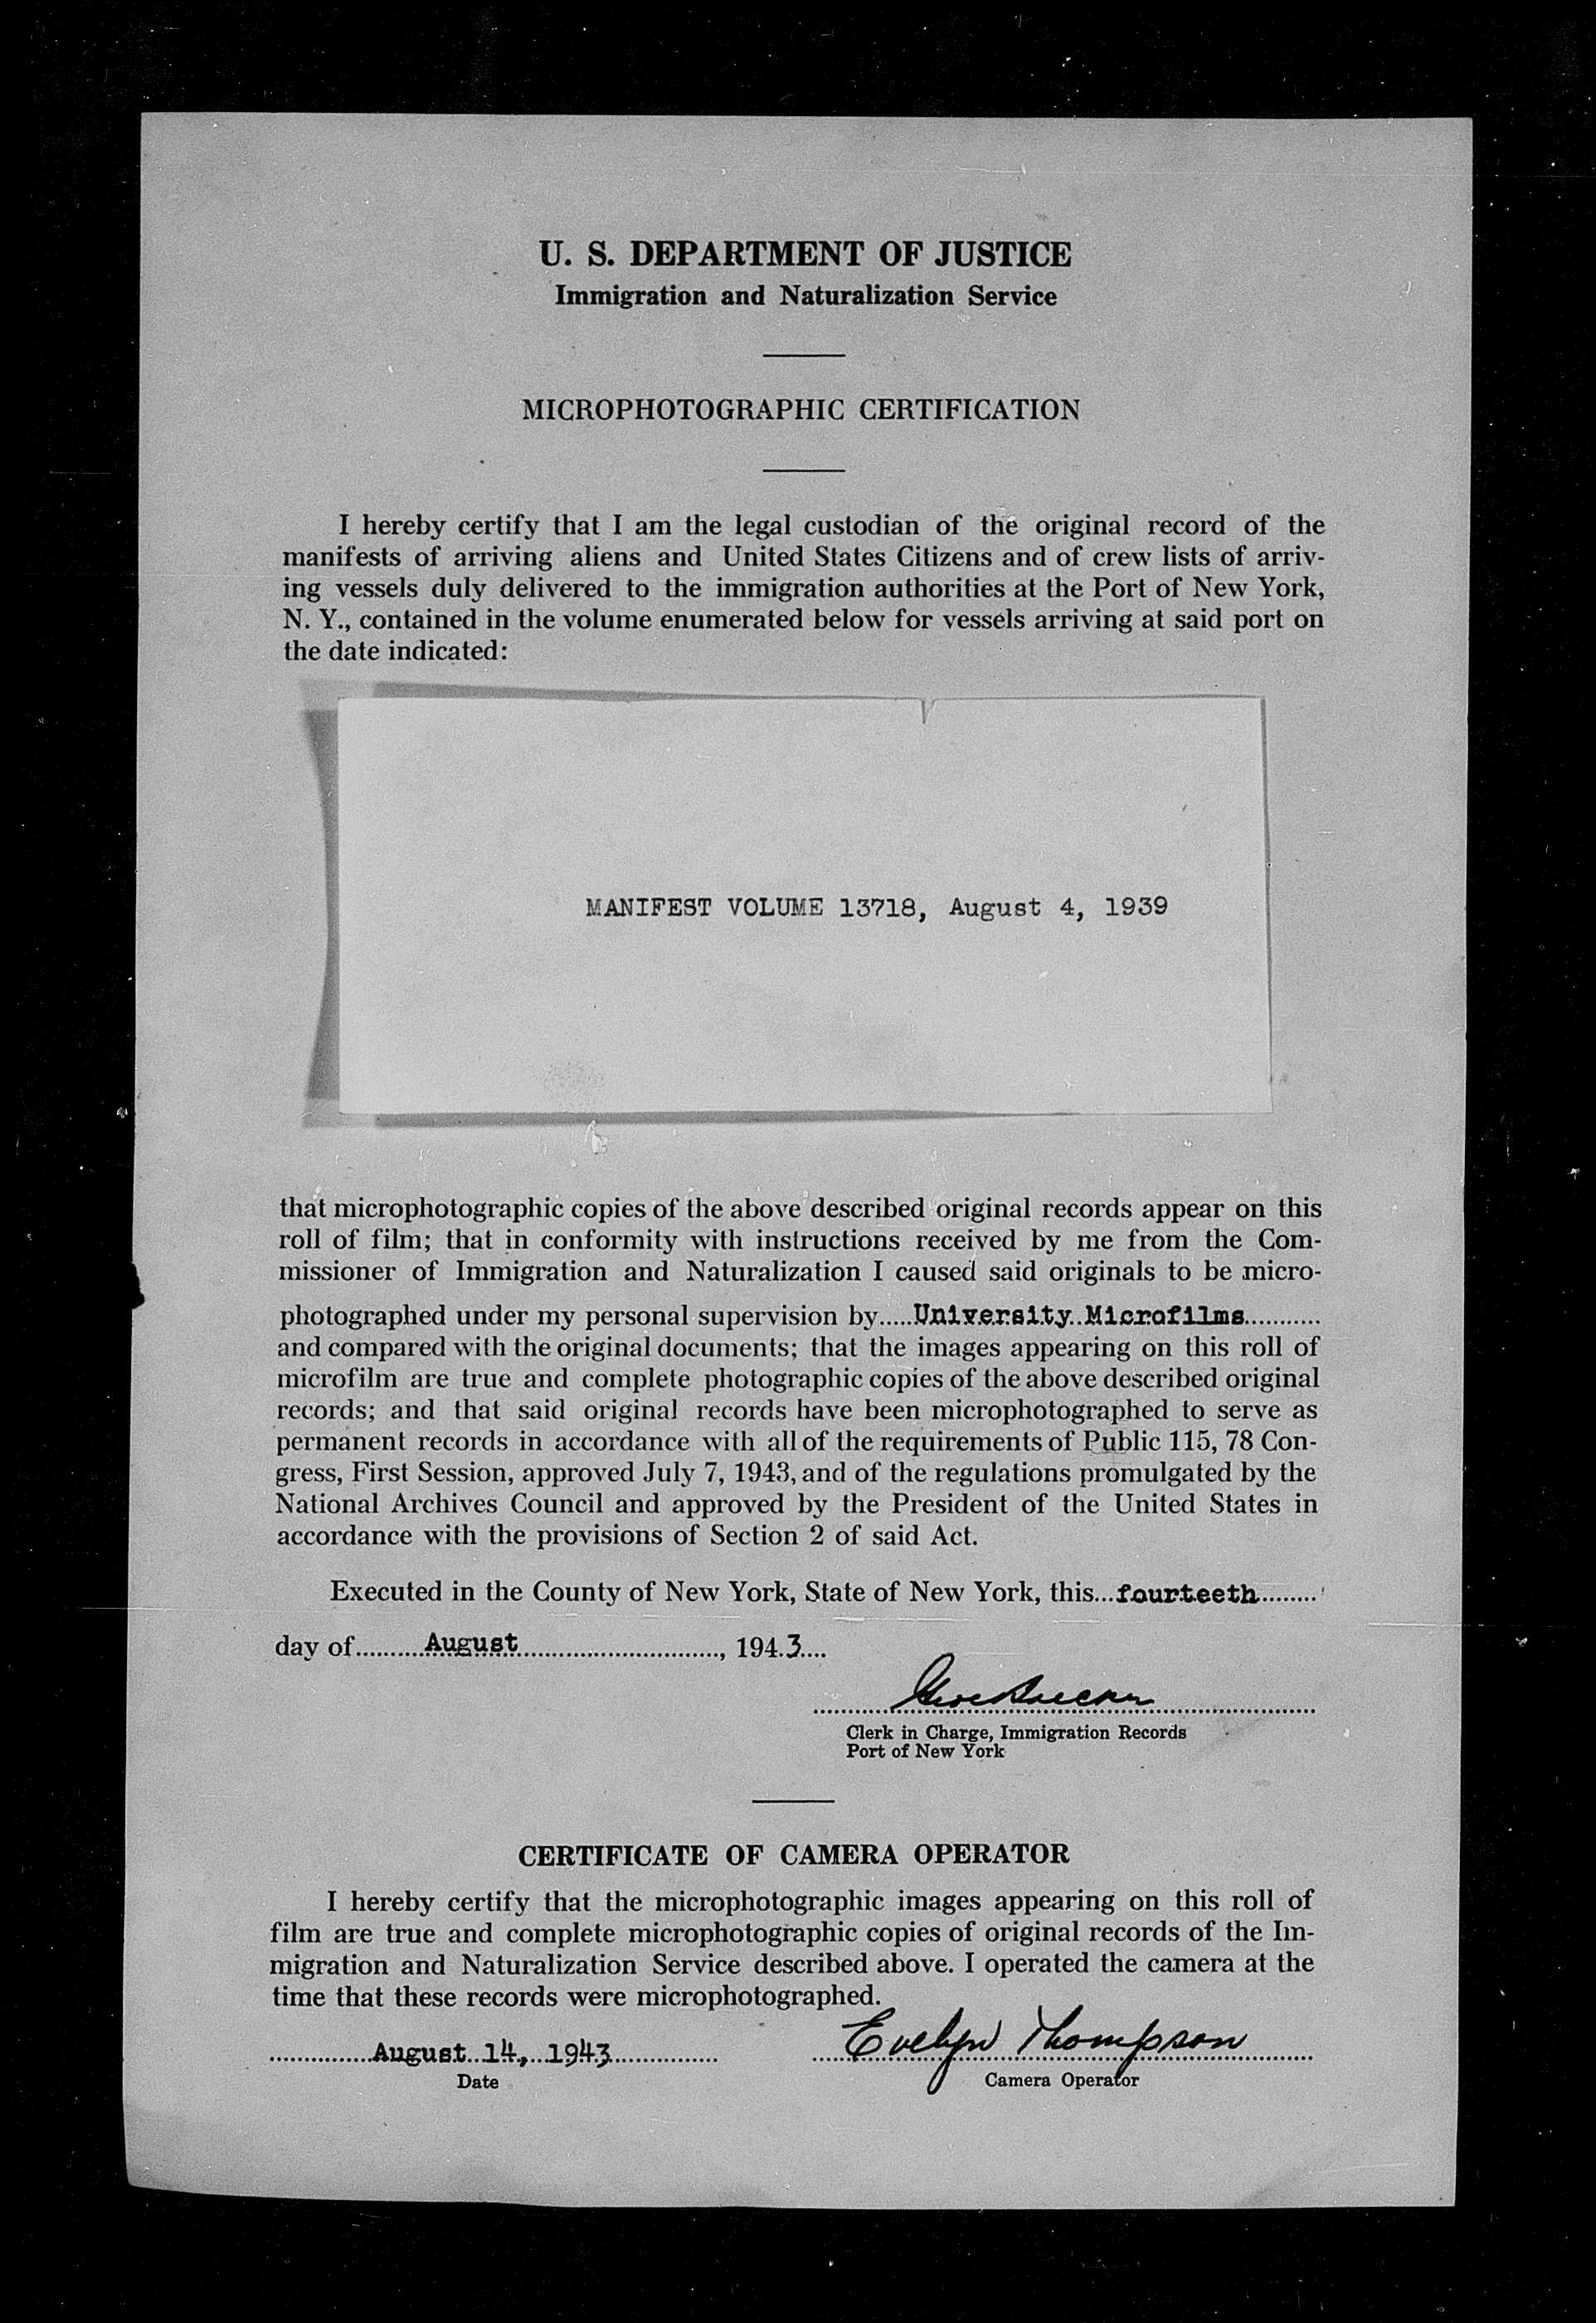 U. S. DEPARTMENT OF JUSTICE
Immigration and Naturalization Service
MICROPHOTOGRAPHIC CERTIFICATION
I hereby certify that I am the legal custodian of the original record of the
manifests of arriving aliens and United States Citizens and of crew lists of arriv-
ing vessels duly delivered to the immigration authorities at the Port of New York,
N. Y., contained in the volume enumerated below for vessels arriving at said port on
the date indicated:
MANIFEST VOLUME 13718, August 4, 1939
that microphotographic copies of the above described original records appear on this
roll of film; that in conformity with instructions received by me from the Com-
missioner of Immigration and Naturalization I caused said originals to be micro-
photographed under my personal supervision by.....University Microfilms...........
and compared with the original documents; that the images appearing on this roll of
microfilm are true and complete photographic copies of the above described original
records; and that said original records have been microphotographed to serve as
permanent records in accordance with all of the requirements of Public 115, 78 Con-
gress, First Session, approved July 7, 1943, and of the regulations promulgated by the
National Archives Council and approved by the President of the United States in
accordance with the provisions of Section 2 of said Act.
Executed in the County of New York, State of New York, this...fourteeth.........
day of..........August......................................, 194.3....
Clerk in Charge, Immigration Records
Port of New York
CERTIFICATE OF CAMERA OPERATOR
I hereby certify that the microphotographic images appearing on this roll of
film are true and complete microphotographic copies of original records of the Im-
migration and Naturalization Service described above. I operated the camera at the
time that these records were microphotographed.
August 14, 1943 Evelyn Thompson
Date Camera Operator